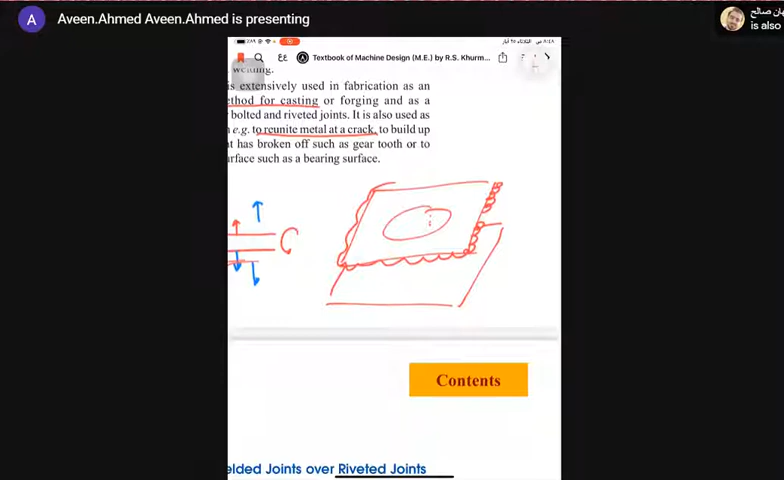 A Aveen.Ahmed Aveen.Ahmed is presenting
is also
Textbook of Machine Design (M.E.) by R.S. Khurm...
is extensively used in fabrication as an
ethod for casting or forging and as a
bolted and riveted joints. It is also used as
e.g. to reunite metal at a crack, to build up
at has broken off such as gear tooth or to
urface such as a bearing surface.
Contents
elded Joints over Riveted Joints